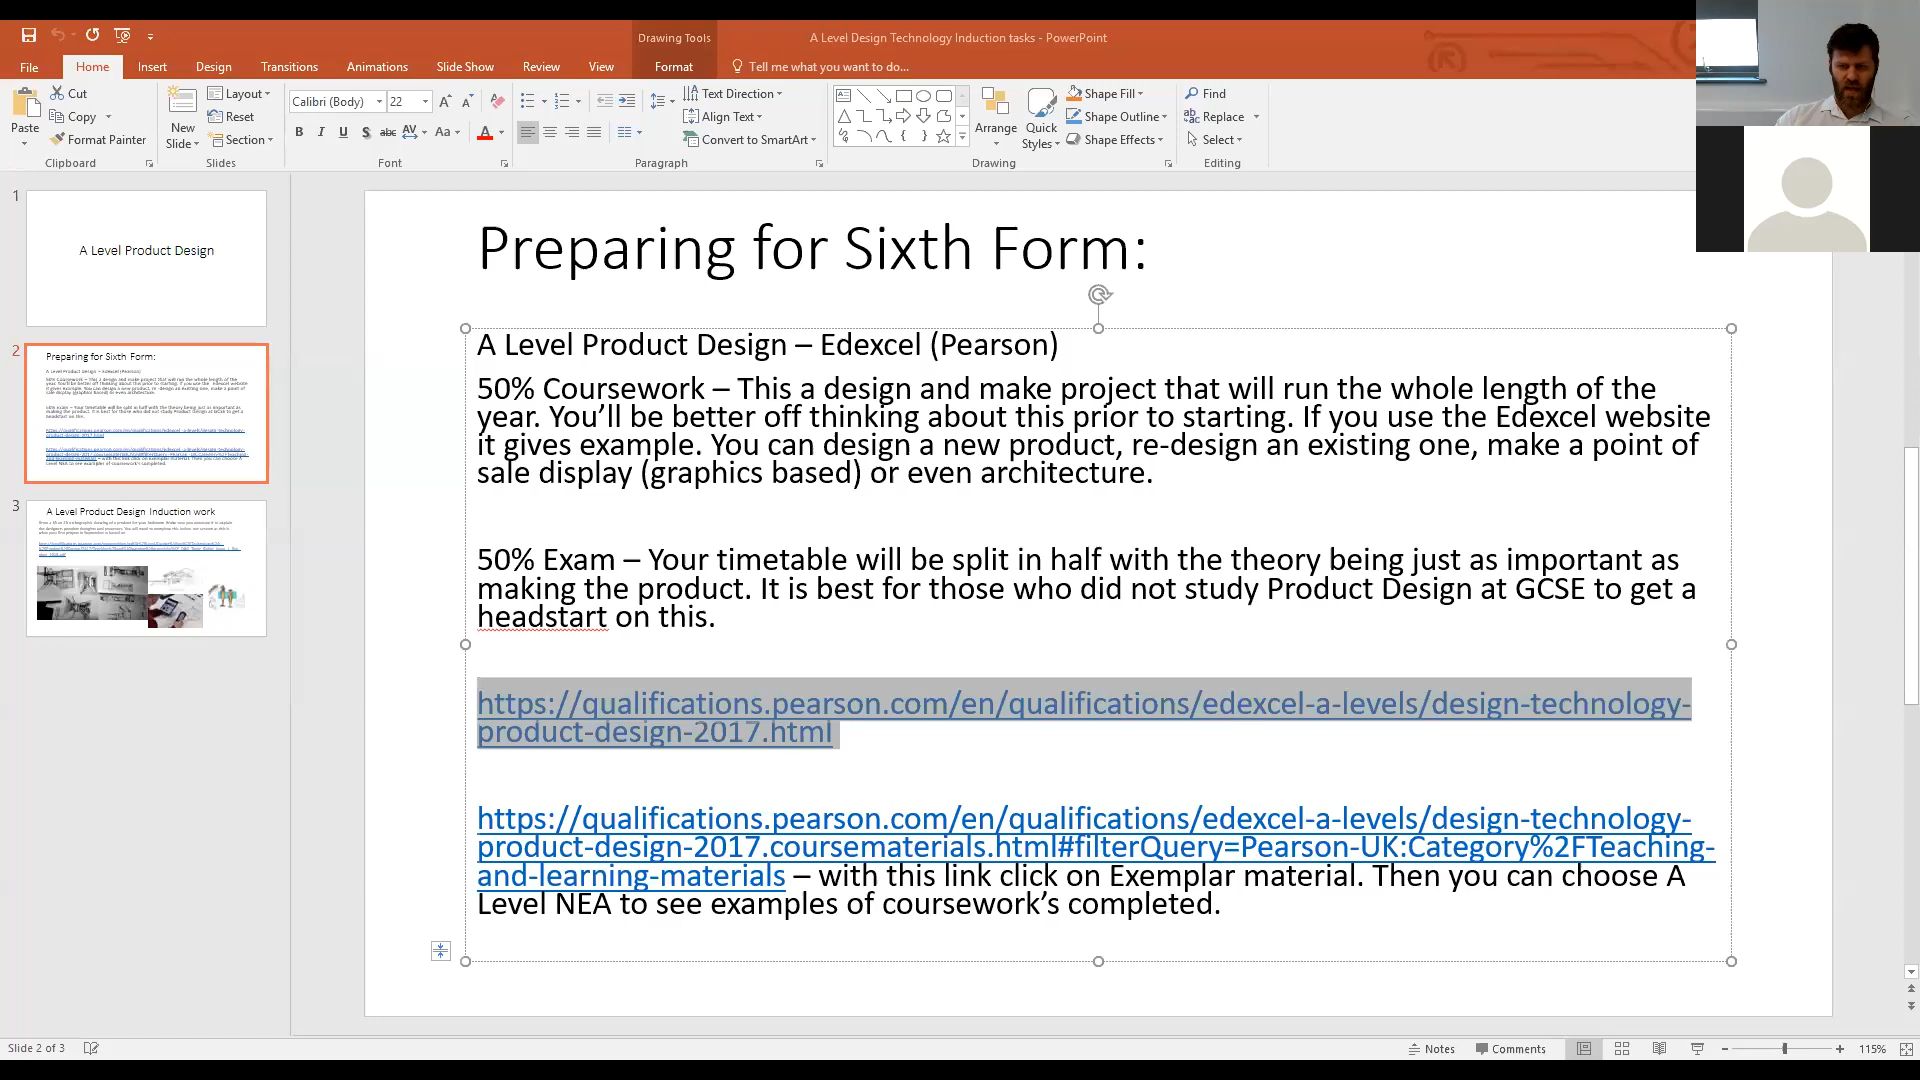 Drawing Tools
A Level Design Technology Induction tasks - PowerPoint
File Home Insert Design Transitions Animations Slide Show Review View Format Tell me what you want to do...
Paste
Cut
Copy
Format Painter
Clipboard
New Slide
Layout
Reset
Section
Slides
Calibri (Body) 22
B I U S abc AV Aa A
Font
Text Direction
Align Text
Convert to SmartArt
Paragraph
Arrange
Quick Styles
Shape Fill
Shape Outline
Shape Effects
Drawing
Find
Replace
Select
Editing
1
A Level Product Design
2
Preparing for Sixth Form:
3
A Level Product Design Induction work
Preparing for Sixth Form:
A Level Product Design – Edexcel (Pearson)
50% Coursework – This a design and make project that will run the whole length of the
year. You’ll be better off thinking about this prior to starting. If you use the Edexcel website
it gives example. You can design a new product, re-design an existing one, make a point of
sale display (graphics based) or even architecture.
50% Exam – Your timetable will be split in half with the theory being just as important as
making the product. It is best for those who did not study Product Design at GCSE to get a
headstart on this.
https://qualifications.pearson.com/en/qualifications/edexcel-a-levels/design-technology-
product-design-2017.html
https://qualifications.pearson.com/en/qualifications/edexcel-a-levels/design-technology-
product-design-2017.coursematerials.html#filterQuery=Pearson-UK:Category%2FTeaching-
and-learning-materials – with this link click on Exemplar material. Then you can choose A
Level NEA to see examples of coursework’s completed.
Slide 2 of 3
Notes
Comments
115%